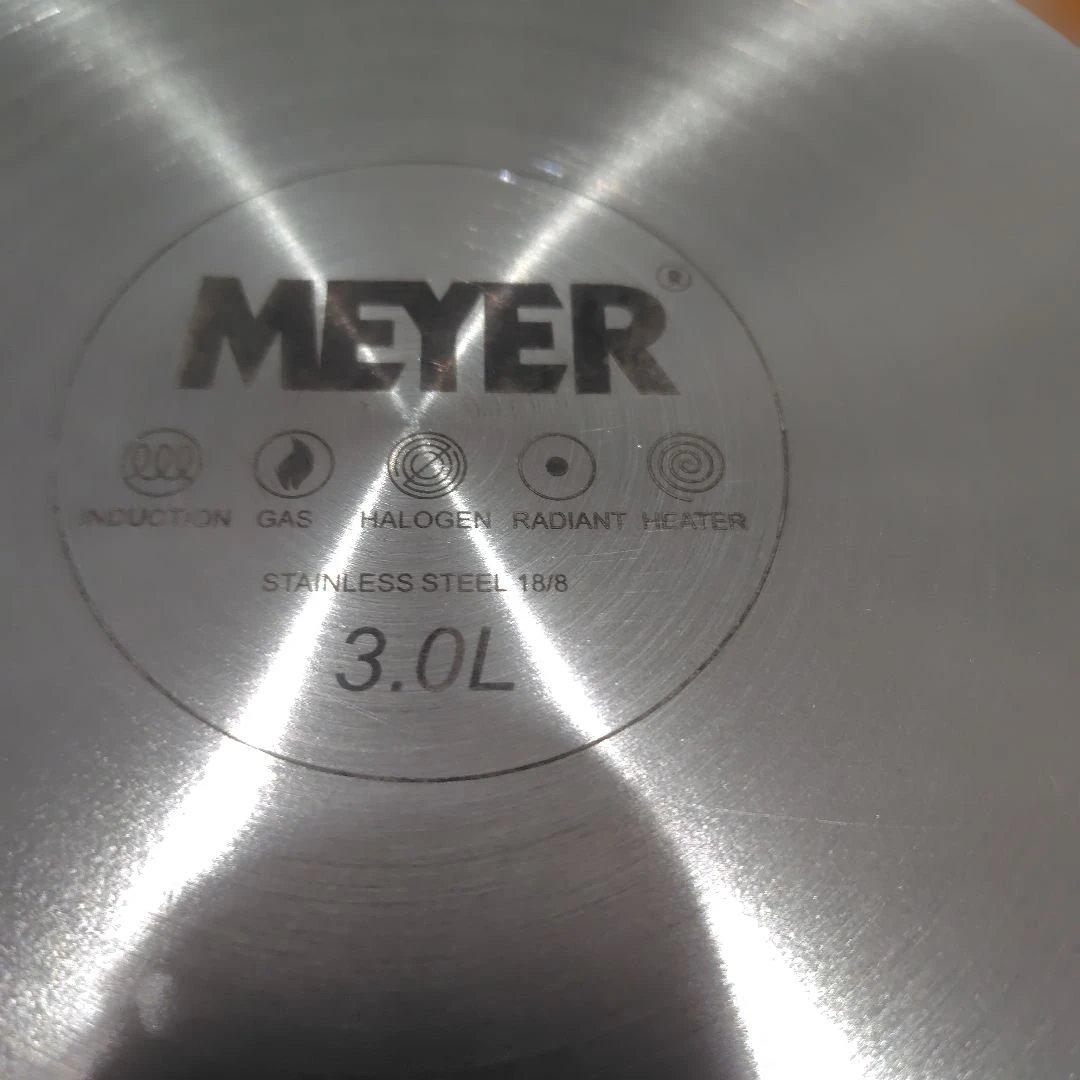 MEYER®
INDUCTION GAS HALOGEN RADIANT HEATER
STAINLESS STEEL 18/8
3.0L